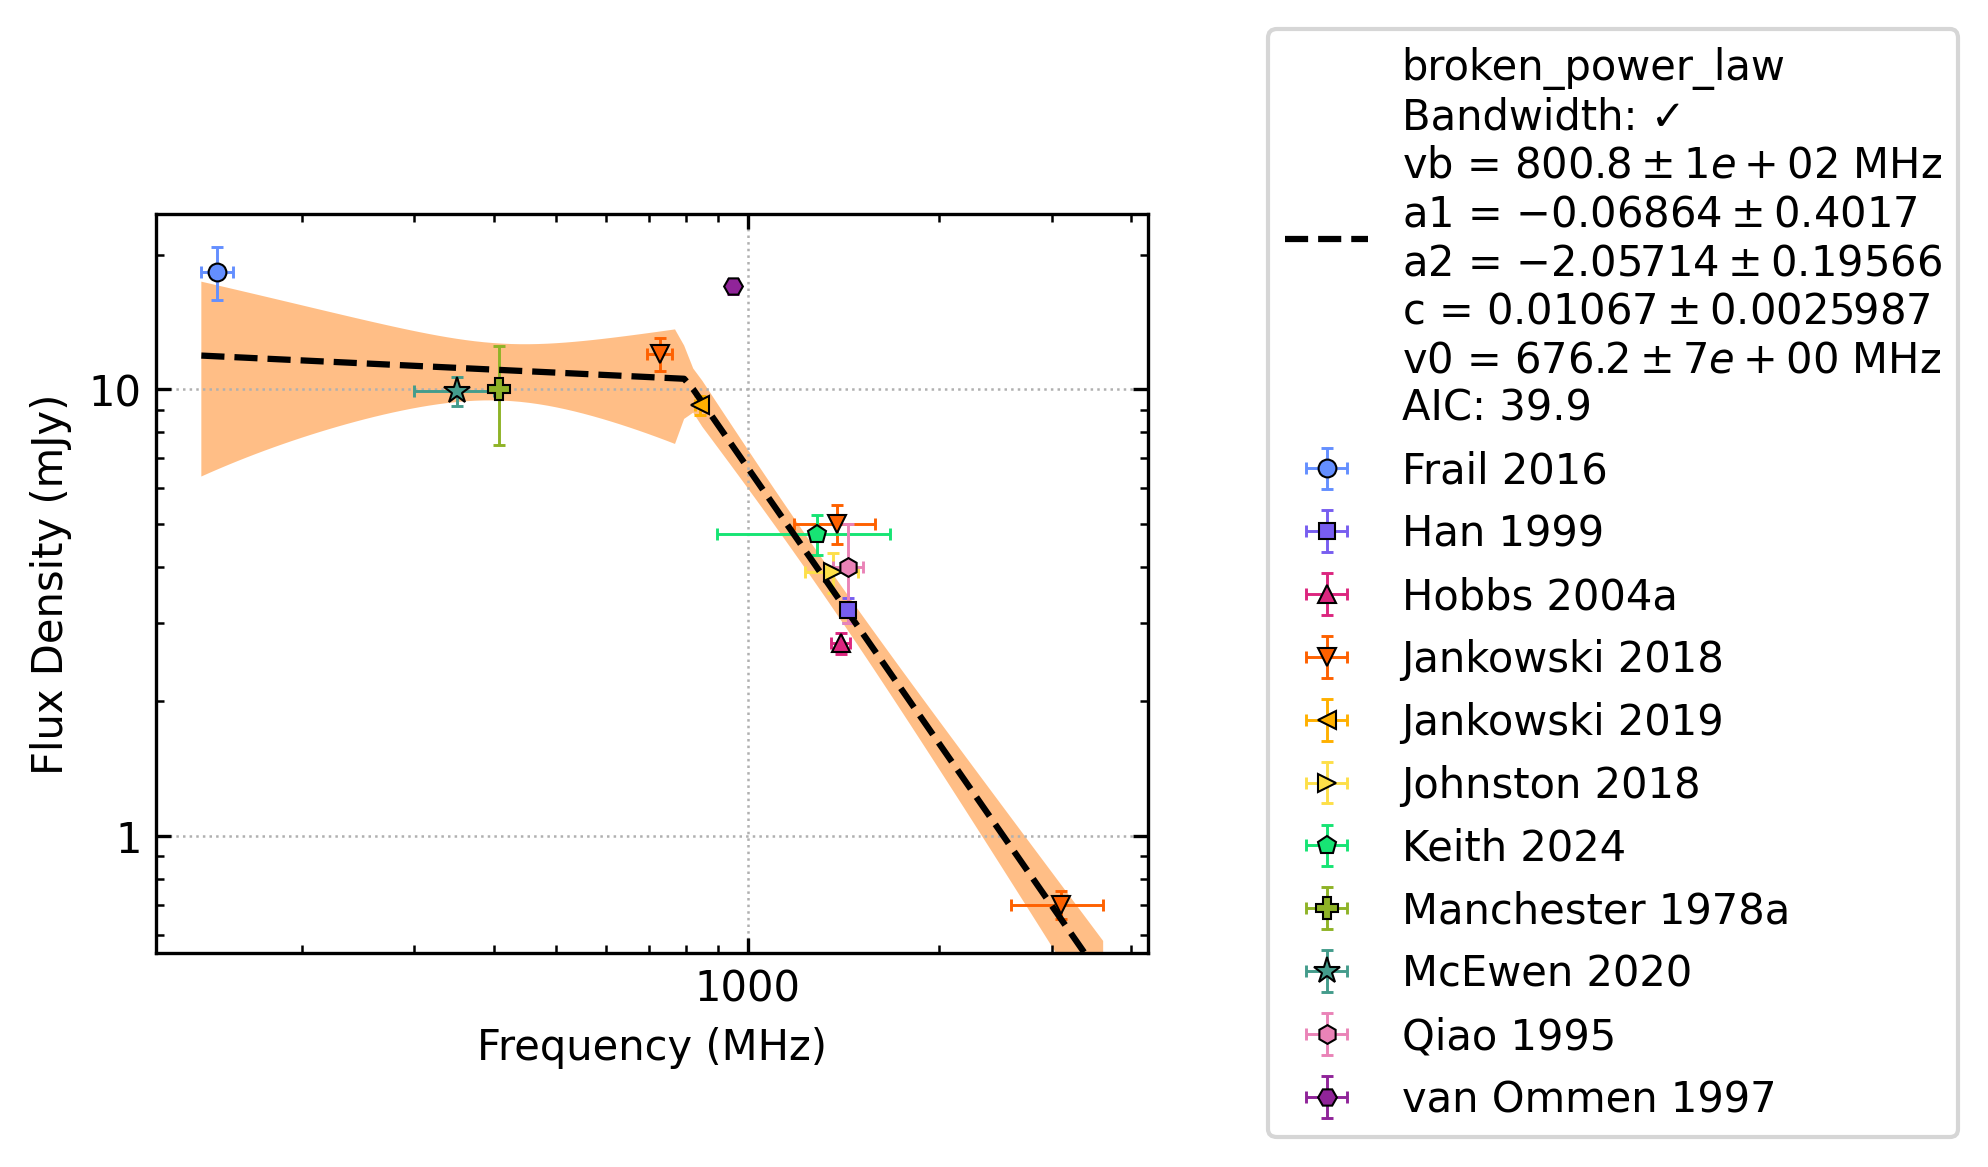 10
1
1000
Flux Density (mJy)
Frequency (MHz)
broken_power_law
Bandwidth: ✓
vb = 800.8 ± 1e + 02 MHz
a1 = −0.06864 ± 0.4017
a2 = −2.05714 ± 0.19566
c = 0.01067 ± 0.0025987
v0 = 676.2 ± 7e + 00 MHz
AIC: 39.9
Frail 2016
Han 1999
Hobbs 2004a
Jankowski 2018
Jankowski 2019
Johnston 2018
Keith 2024
Manchester 1978a
McEwen 2020
Qiao 1995
van Ommen 1997